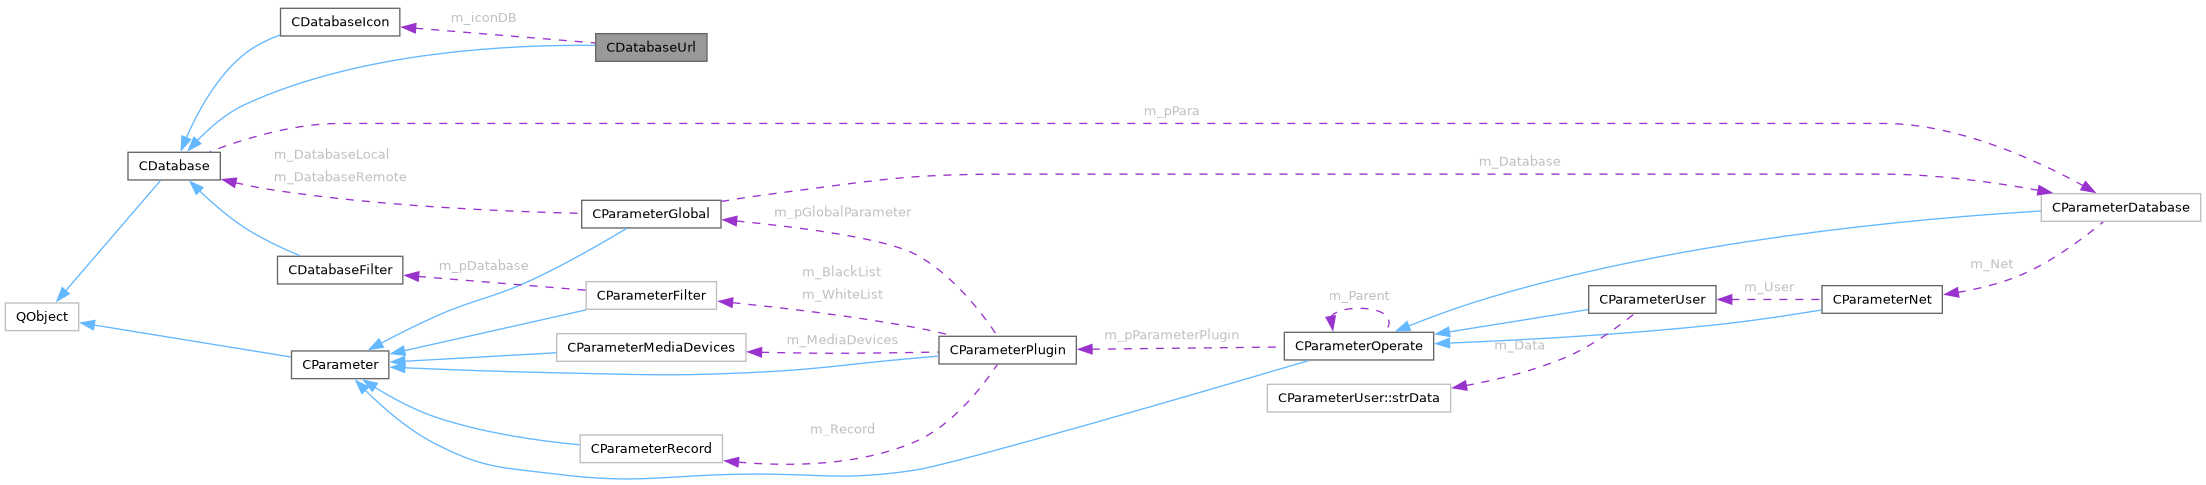 CDatabaseIcon
m_iconDB
CDatabaseUrl
m_pPara
CDatabase
m_DatabaseLocal
m_DatabaseRemote
m_Database
CParameterGlobal
m_pGlobalParameter
CParameterDatabase
CDatabaseFilter
m_pDatabase
m_BlackList
m_WhiteList
m_Net
CParameterFilter
m_Parent
CParameterUser
m_User
CParameterNet
QObject
CParameterMediaDevices
m_MediaDevices
CParameterPlugin
m_pParameterPlugin
CParameterOperate
m_Data
CParameter
CParameterUser::strData
m_Record
CParameterRecord